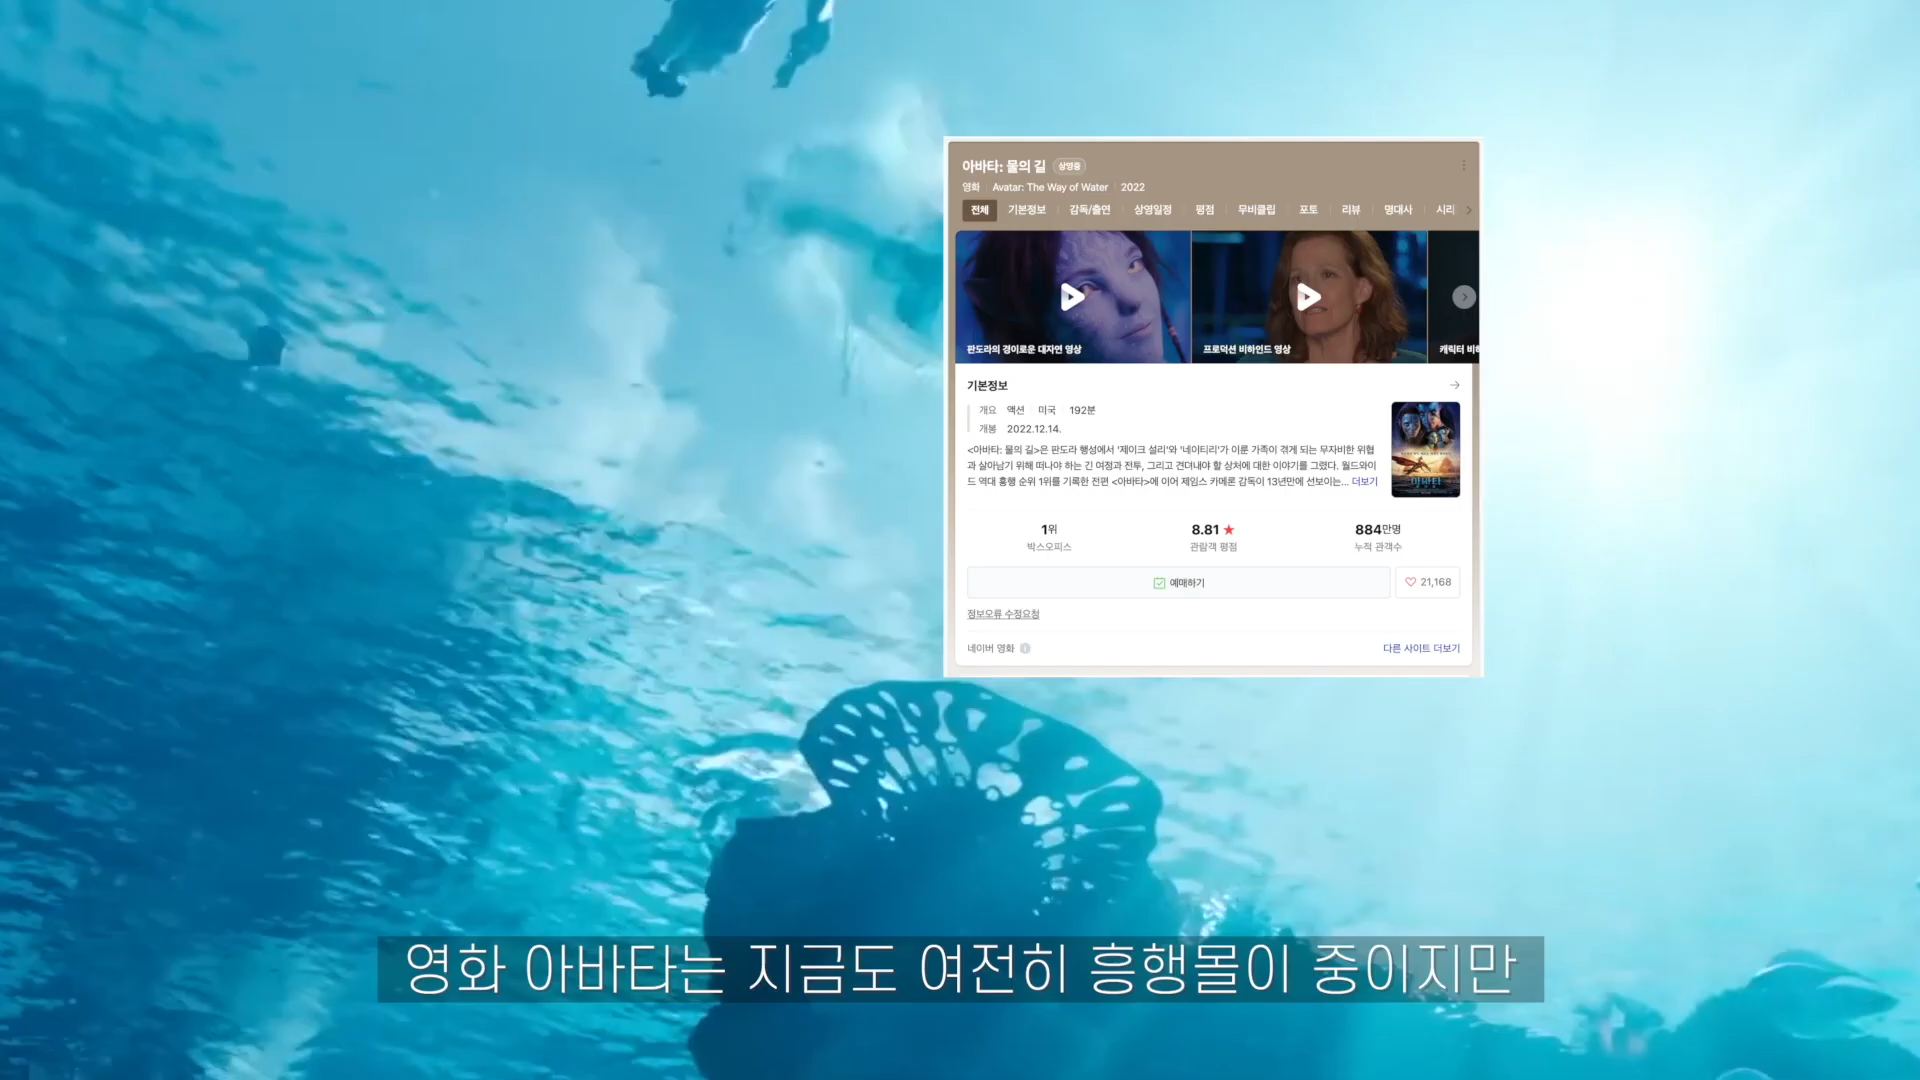 아바타: 물의 길 상영중
영화 Avatar: The Way of Water 2022
전체 기본정보 감독/출연 상영일정 평점 무비클립 포토 리뷰 명대사 시리
판도라의 경이로운 대자연 영상
프로덕션 비하인드 영상
캐릭터 비하
기본정보
개요 액션 미국 192분
개봉 2022.12.14.
<아바타: 물의 길>은 판도라 행성에서 '제이크 설리'와 '네이티리'가 이룬 가족이 겪게 되는 무자비한 위협
과 살아남기 위해 떠나야 하는 긴 여정과 전투, 그리고 견뎌내야 할 상처에 대한 이야기를 그렸다. 월드와이
드 역대 흥행 순위 1위를 기록한 전편 <아바타>에 이어 제임스 카메론 감독이 13년만에 선보이는... 더보기
아바타
1위 8.81 884만명
박스오피스 관람객 평점 누적 관객수
예매하기 21,168
정보오류 수정요청
네이버 영화 다른 사이트 더보기
영화 아바타는 지금도 여전히 흥행몰이 중이지만